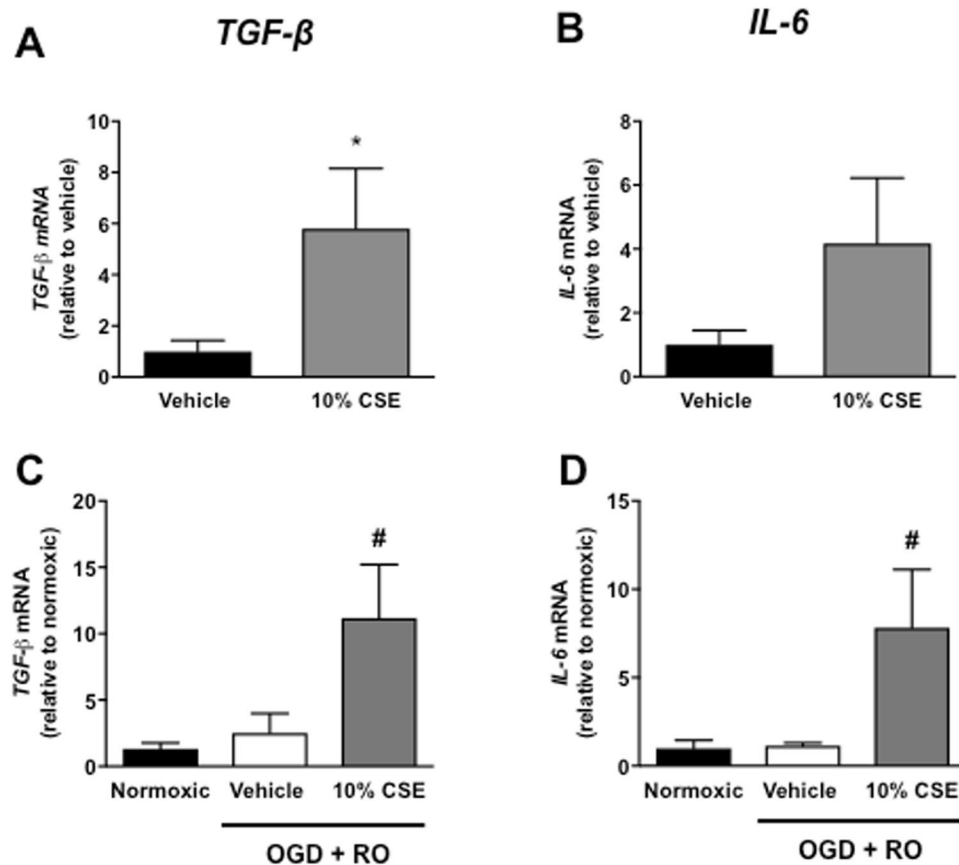 A
TGF-β
TGF-β mRNA
(relative to vehicle)
10
8
6
4
2
0
*
Vehicle
10% CSE
B
IL-6
IL-6 mRNA
(relative to vehicle)
8
6
4
2
0
Vehicle
10% CSE
C
TGF-β mRNA
(relative to normoxic)
20
15
10
5
0
#
Normoxic
Vehicle
10% CSE
OGD + RO
D
IL-6 mRNA
(relative to normoxic)
15
10
5
0
#
Normoxic
Vehicle
10% CSE
OGD + RO